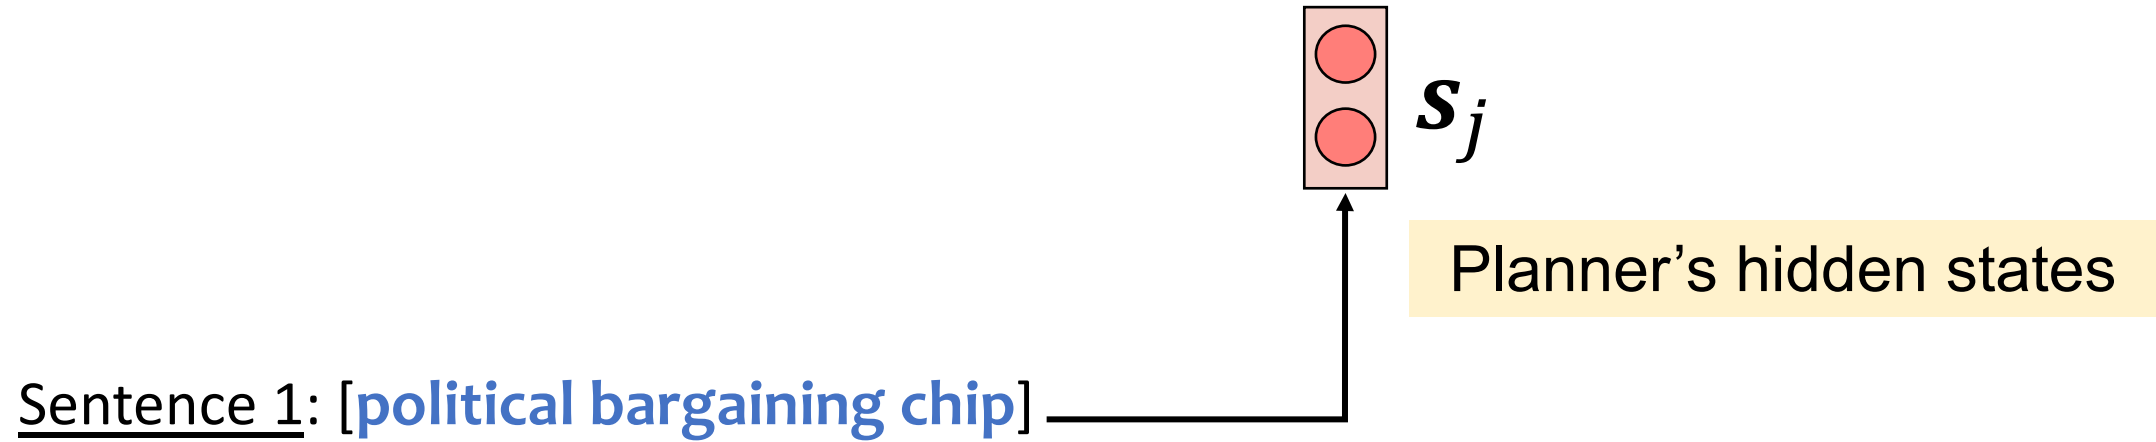 s_j
Planner’s hidden states
Sentence 1: [political bargaining chip]